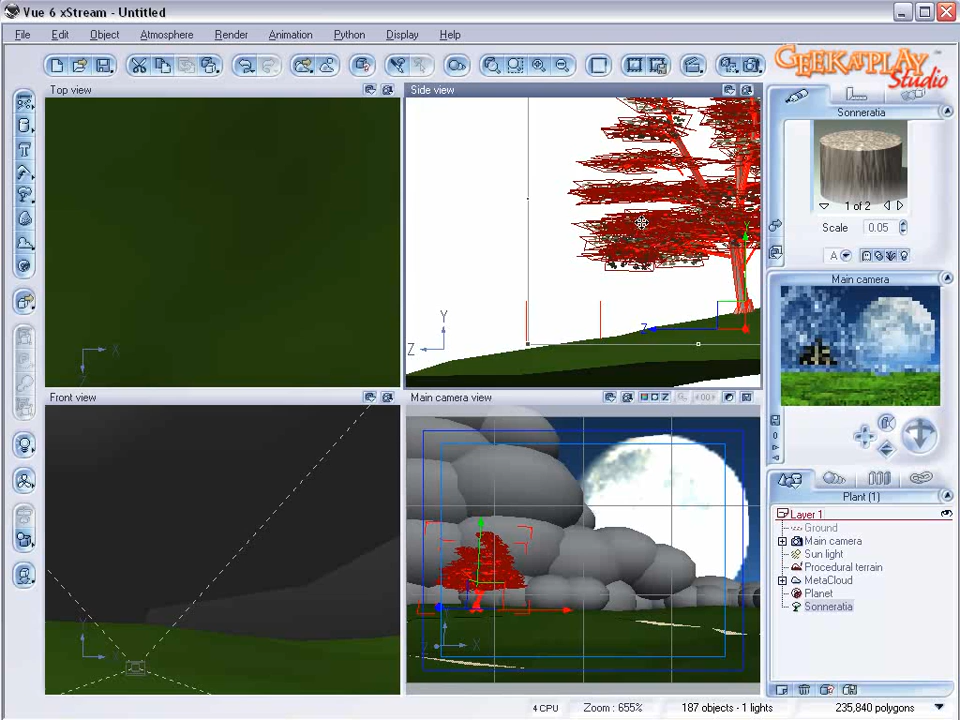 Vue 6 xStream - Untitled
File Edit Object Atmosphere Render Animation Python Display Help
GEEKATPLAY
Studio
Top view
Side view
Sonneratia
1 of 2
Scale 0.05
A
Main camera
Y
Z
X
Z
Y
Z
X
Front view
Main camera view
0
Plant (1)
Layer 1
Ground
Main camera
Sun light
Procedural terrain
MetaCloud
Planet
Sonneratia
X
4 CPU Zoom : 655% 187 objects - 1 lights 235,840 polygons